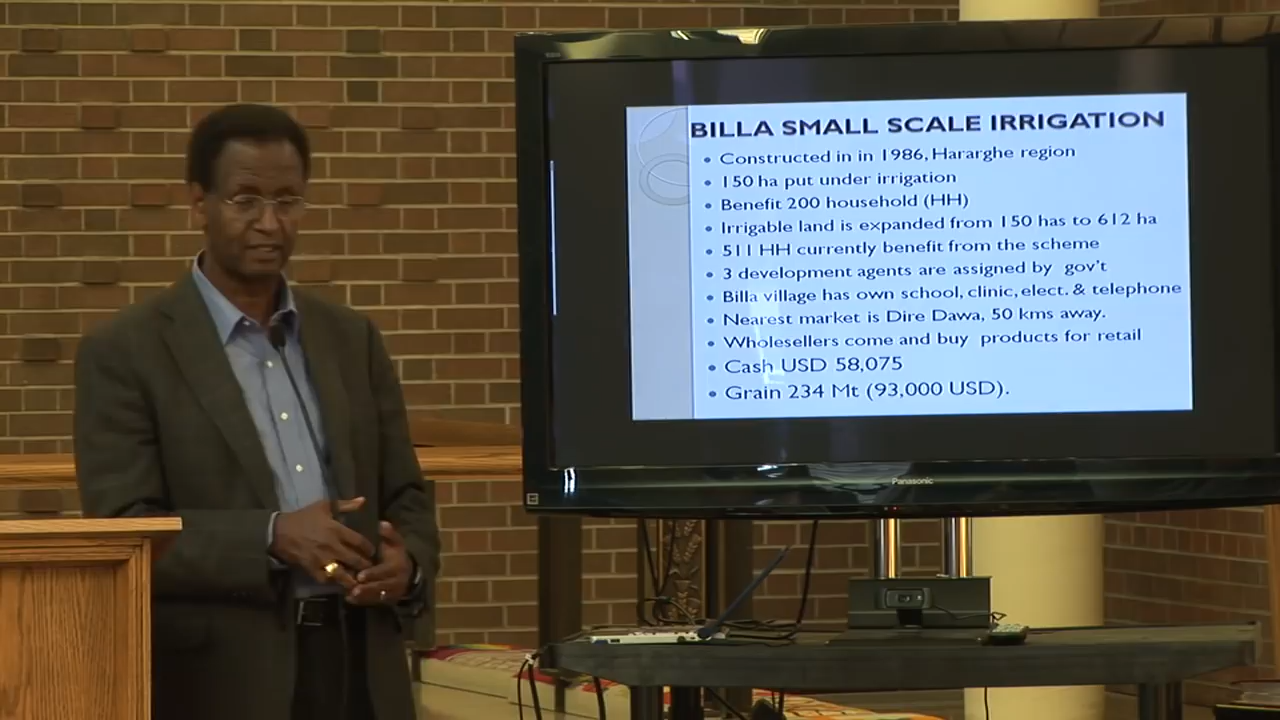 BILLA SMALL SCALE IRRIGATION
• Constructed in in 1986, Hararghe region
• 150 ha put under irrigation
• Benefit 200 household (HH)
• Irrigable land is expanded from 150 has to 612 ha
• 511 HH currently benefit from the scheme
• 3 development agents are assigned by gov't
• Billa village has own school, clinic, elect. & telephone
• Nearest market is Dire Dawa, 50 kms away.
• Wholesellers come and buy products for retail
• Cash USD 58,075
• Grain 234 Mt (93,000 USD).
Panasonic